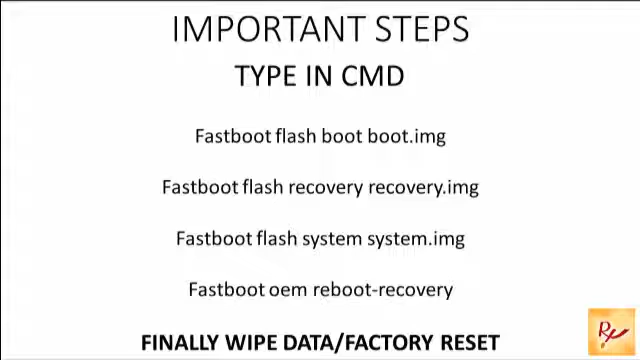 IMPORTANT STEPS
TYPE IN CMD
Fastboot flash boot boot.img
Fastboot flash recovery recovery.img
Fastboot flash system system.img
Fastboot oem reboot-recovery
FINALLY WIPE DATA/FACTORY RESET